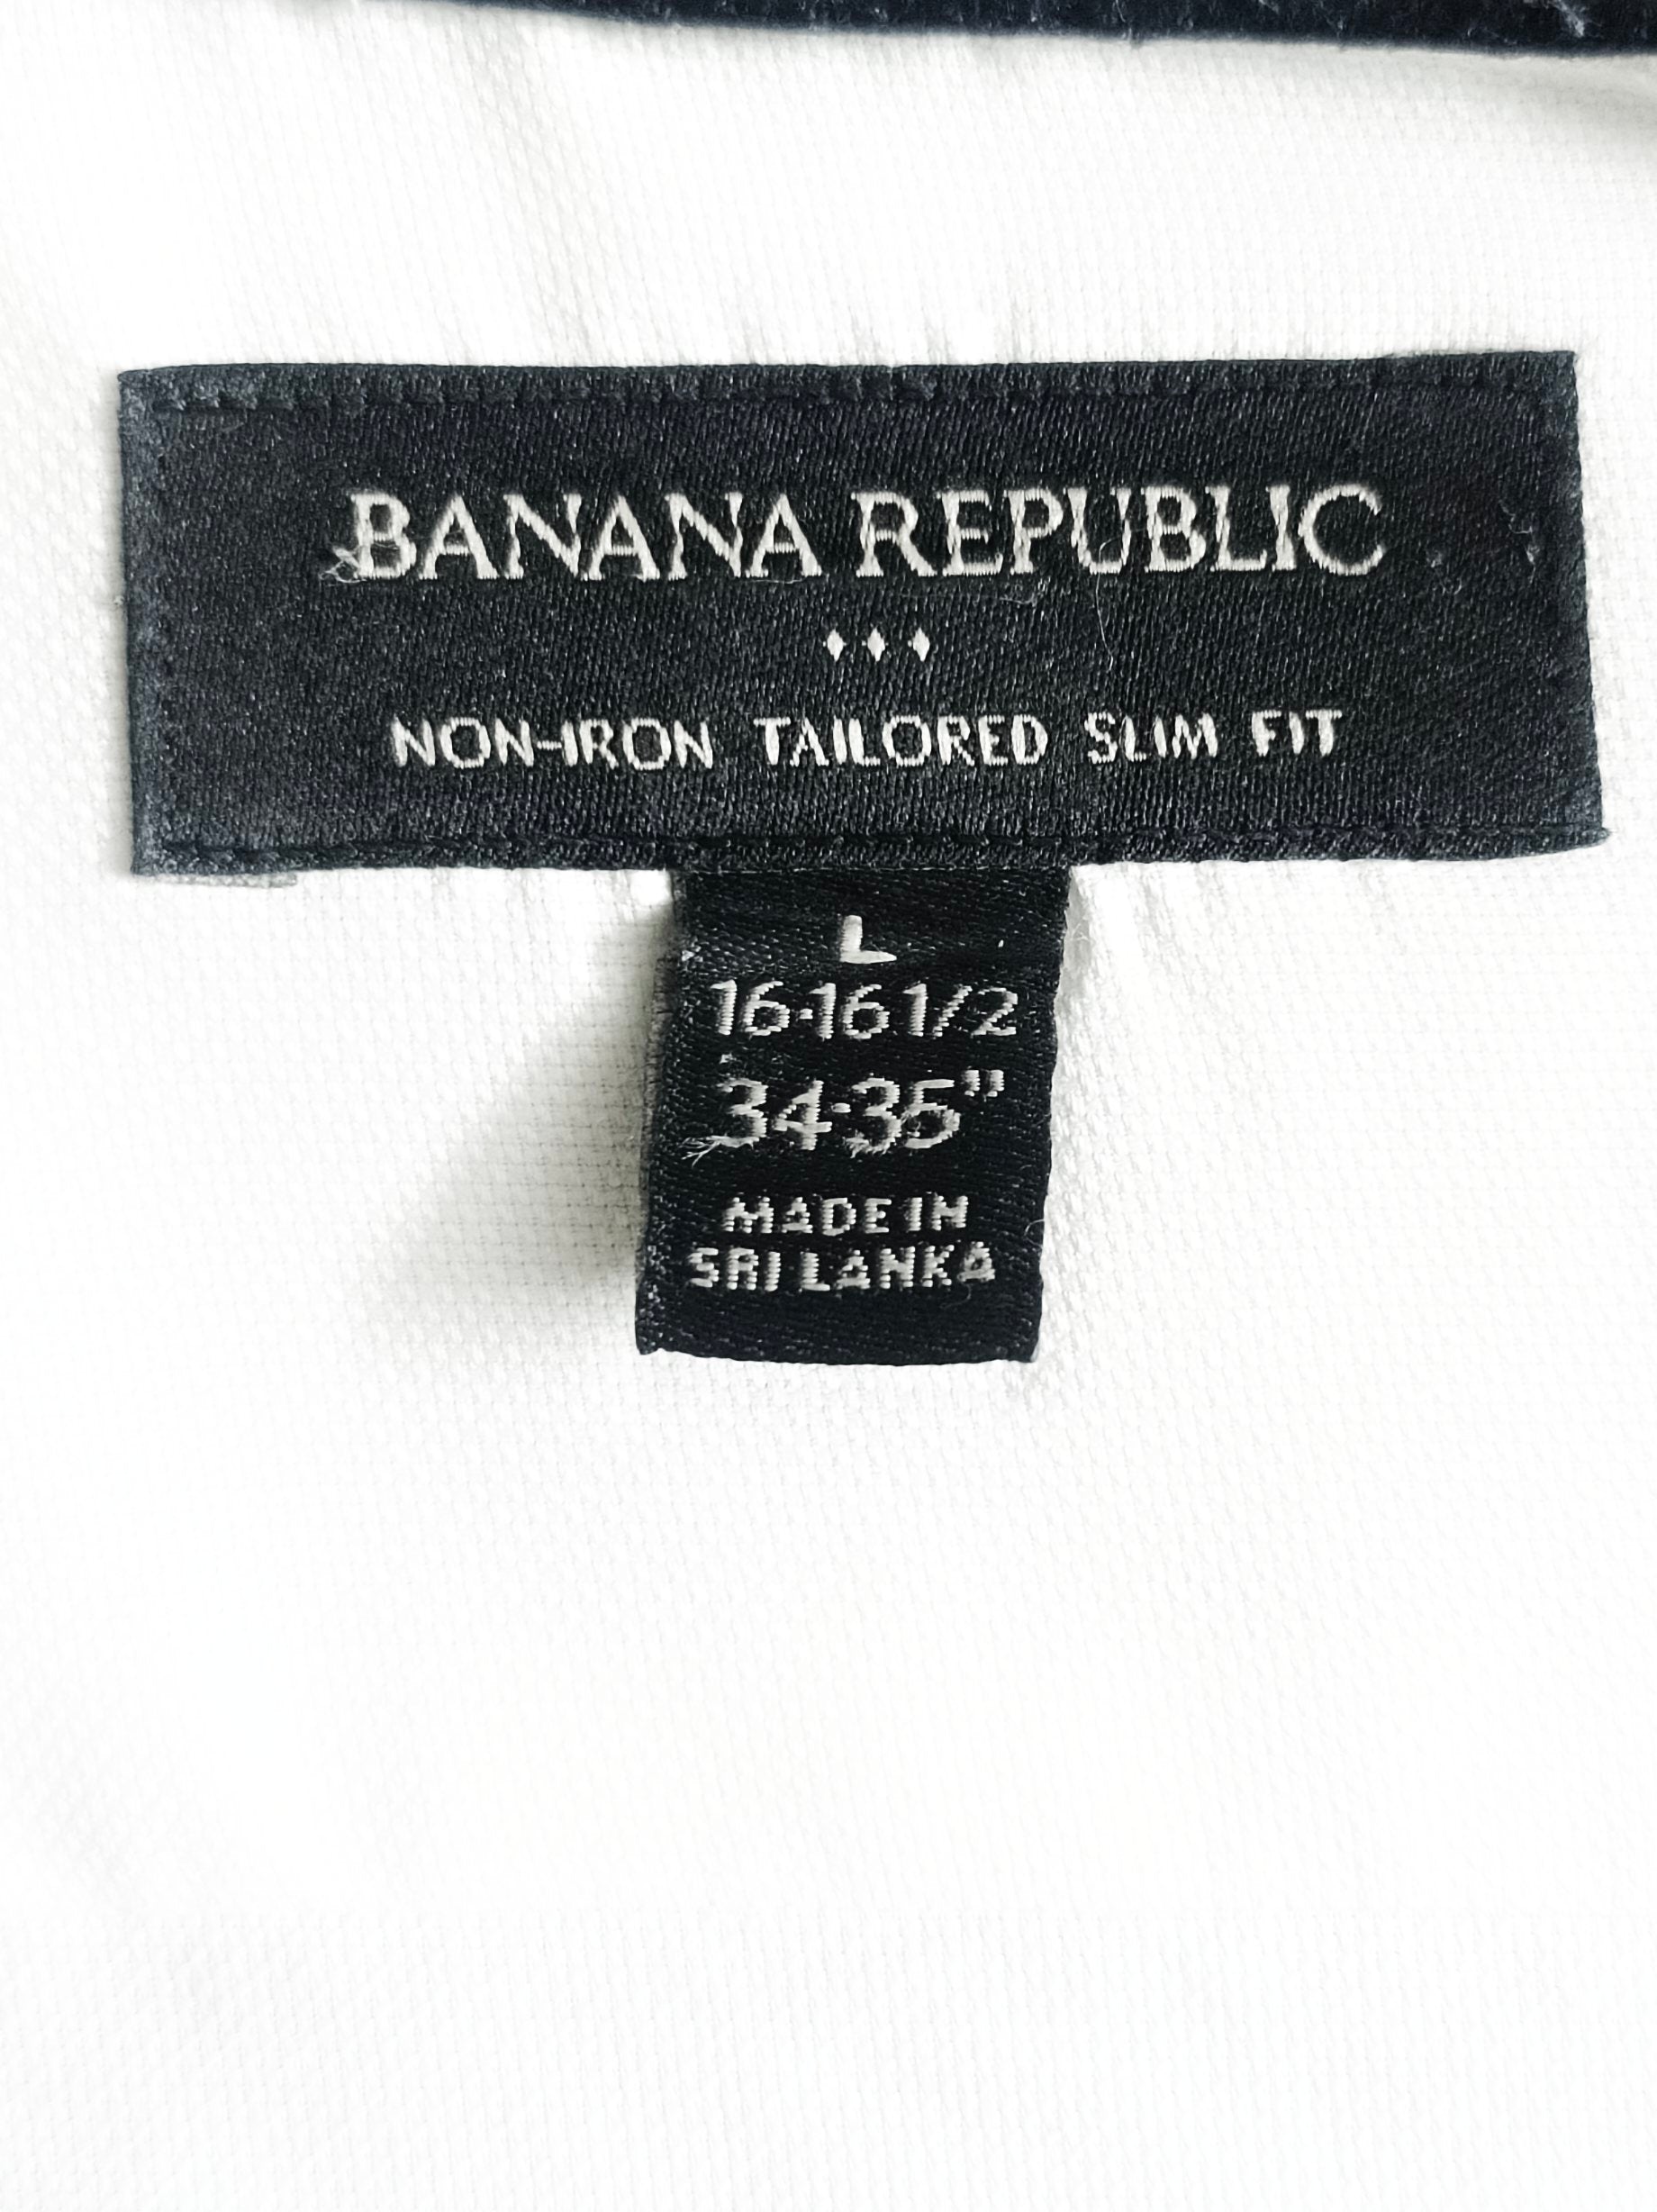 BANANA REPUBLIC
NON-IRON TAILORED SLIM FIT
L
16-16 1/2
34-35"
MADE IN
SRI LANKA